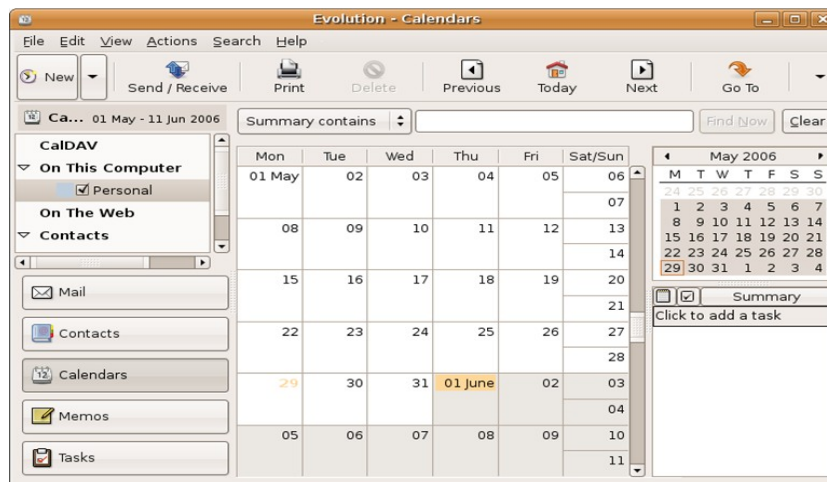 Evolution - Calendars
File Edit View Actions Search Help
New Send / Receive Print Delete Previous Today Next Go To
Ca... 01 May - 11 Jun 2006 Summary contains Find Now Clear
CalDAV
On This Computer
Personal
On The Web
Contacts
Mail
Contacts
Calendars
Memos
Tasks
Mon Tue Wed Thu Fri Sat/Sun
01 May 02 03 04 05 06
07
08 09 10 11 12 13
14
15 16 17 18 19 20
21
22 23 24 25 26 27
28
29 30 31 01 June 02 03
04
05 06 07 08 09 10
11
May 2006
M T W T F S S
24 25 26 27 28 29 30
1 2 3 4 5 6 7
8 9 10 11 12 13 14
15 16 17 18 19 20 21
22 23 24 25 26 27 28
29 30 31 1 2 3 4
Summary
Click to add a task